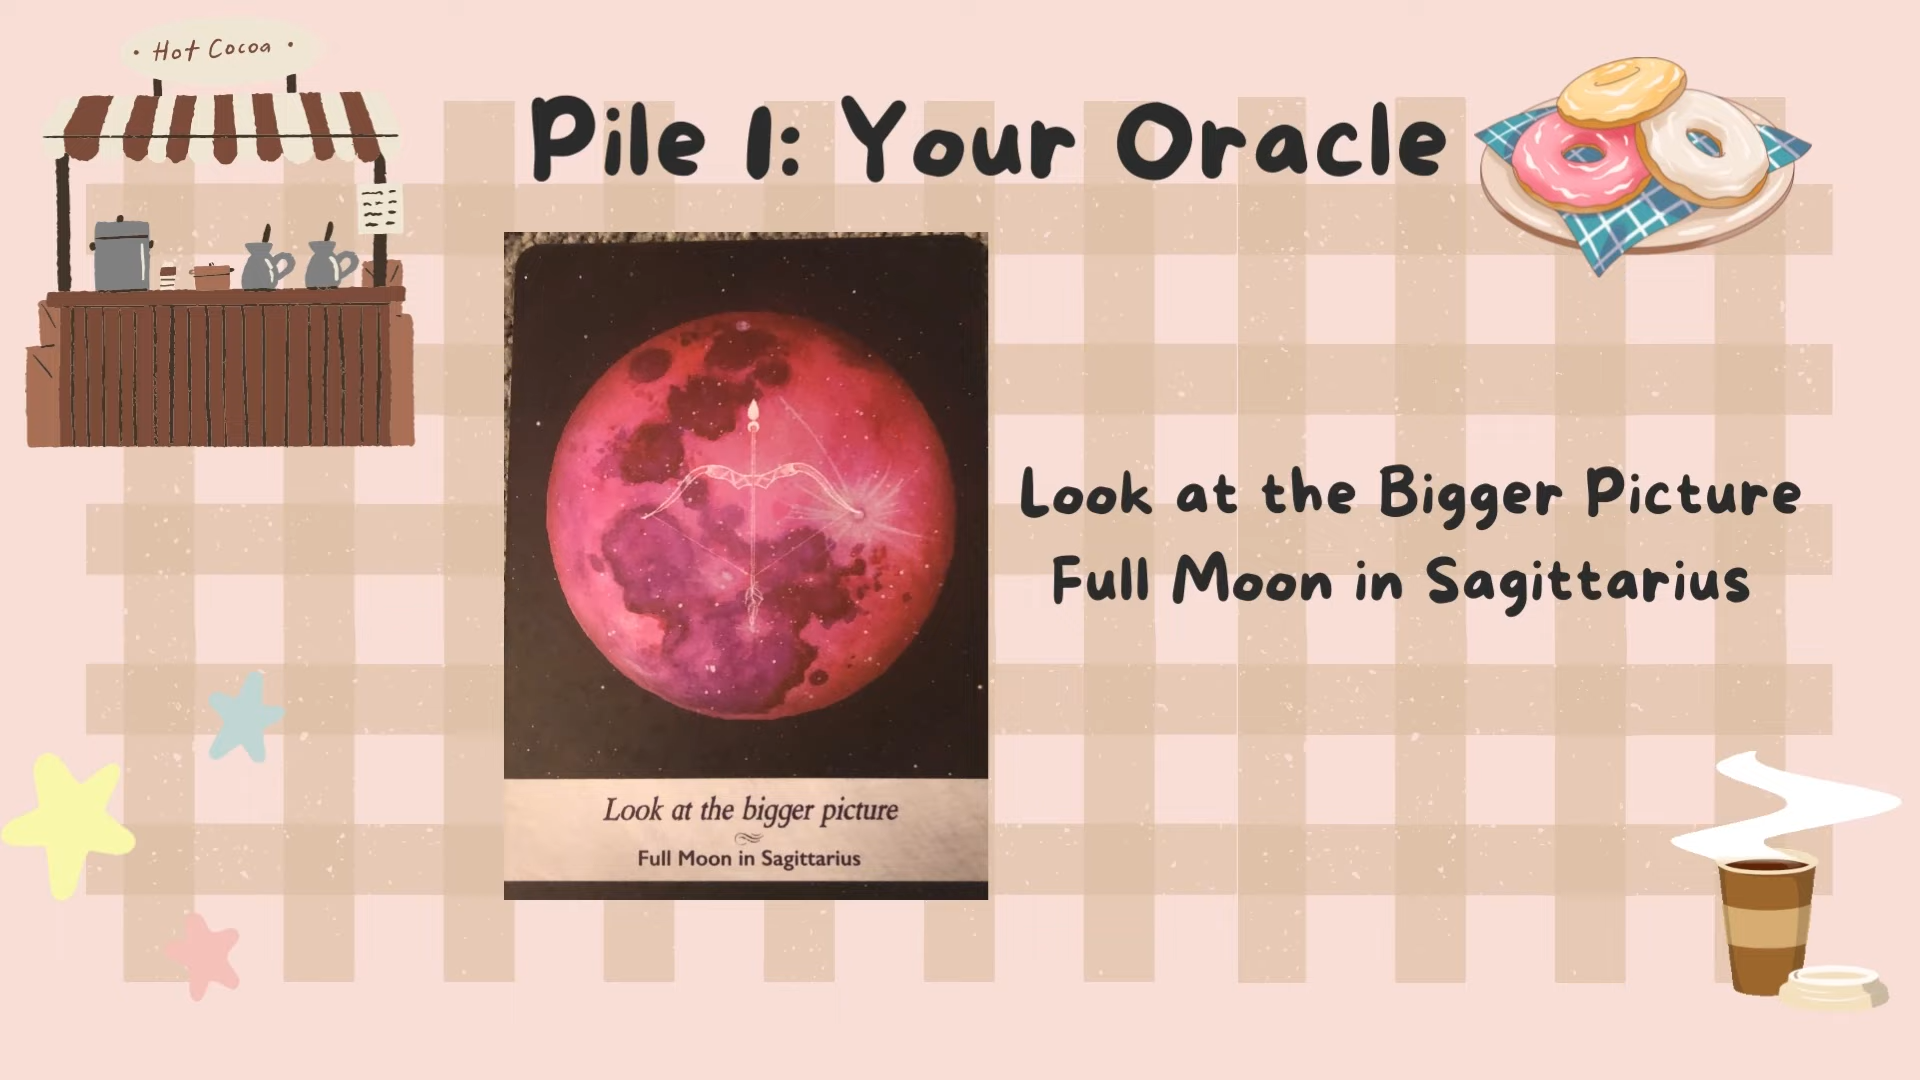 • Hot Cocoa •
Pile 1: Your Oracle
Look at the Bigger Picture
Full Moon in Sagittarius
Look at the bigger picture
Full Moon in Sagittarius